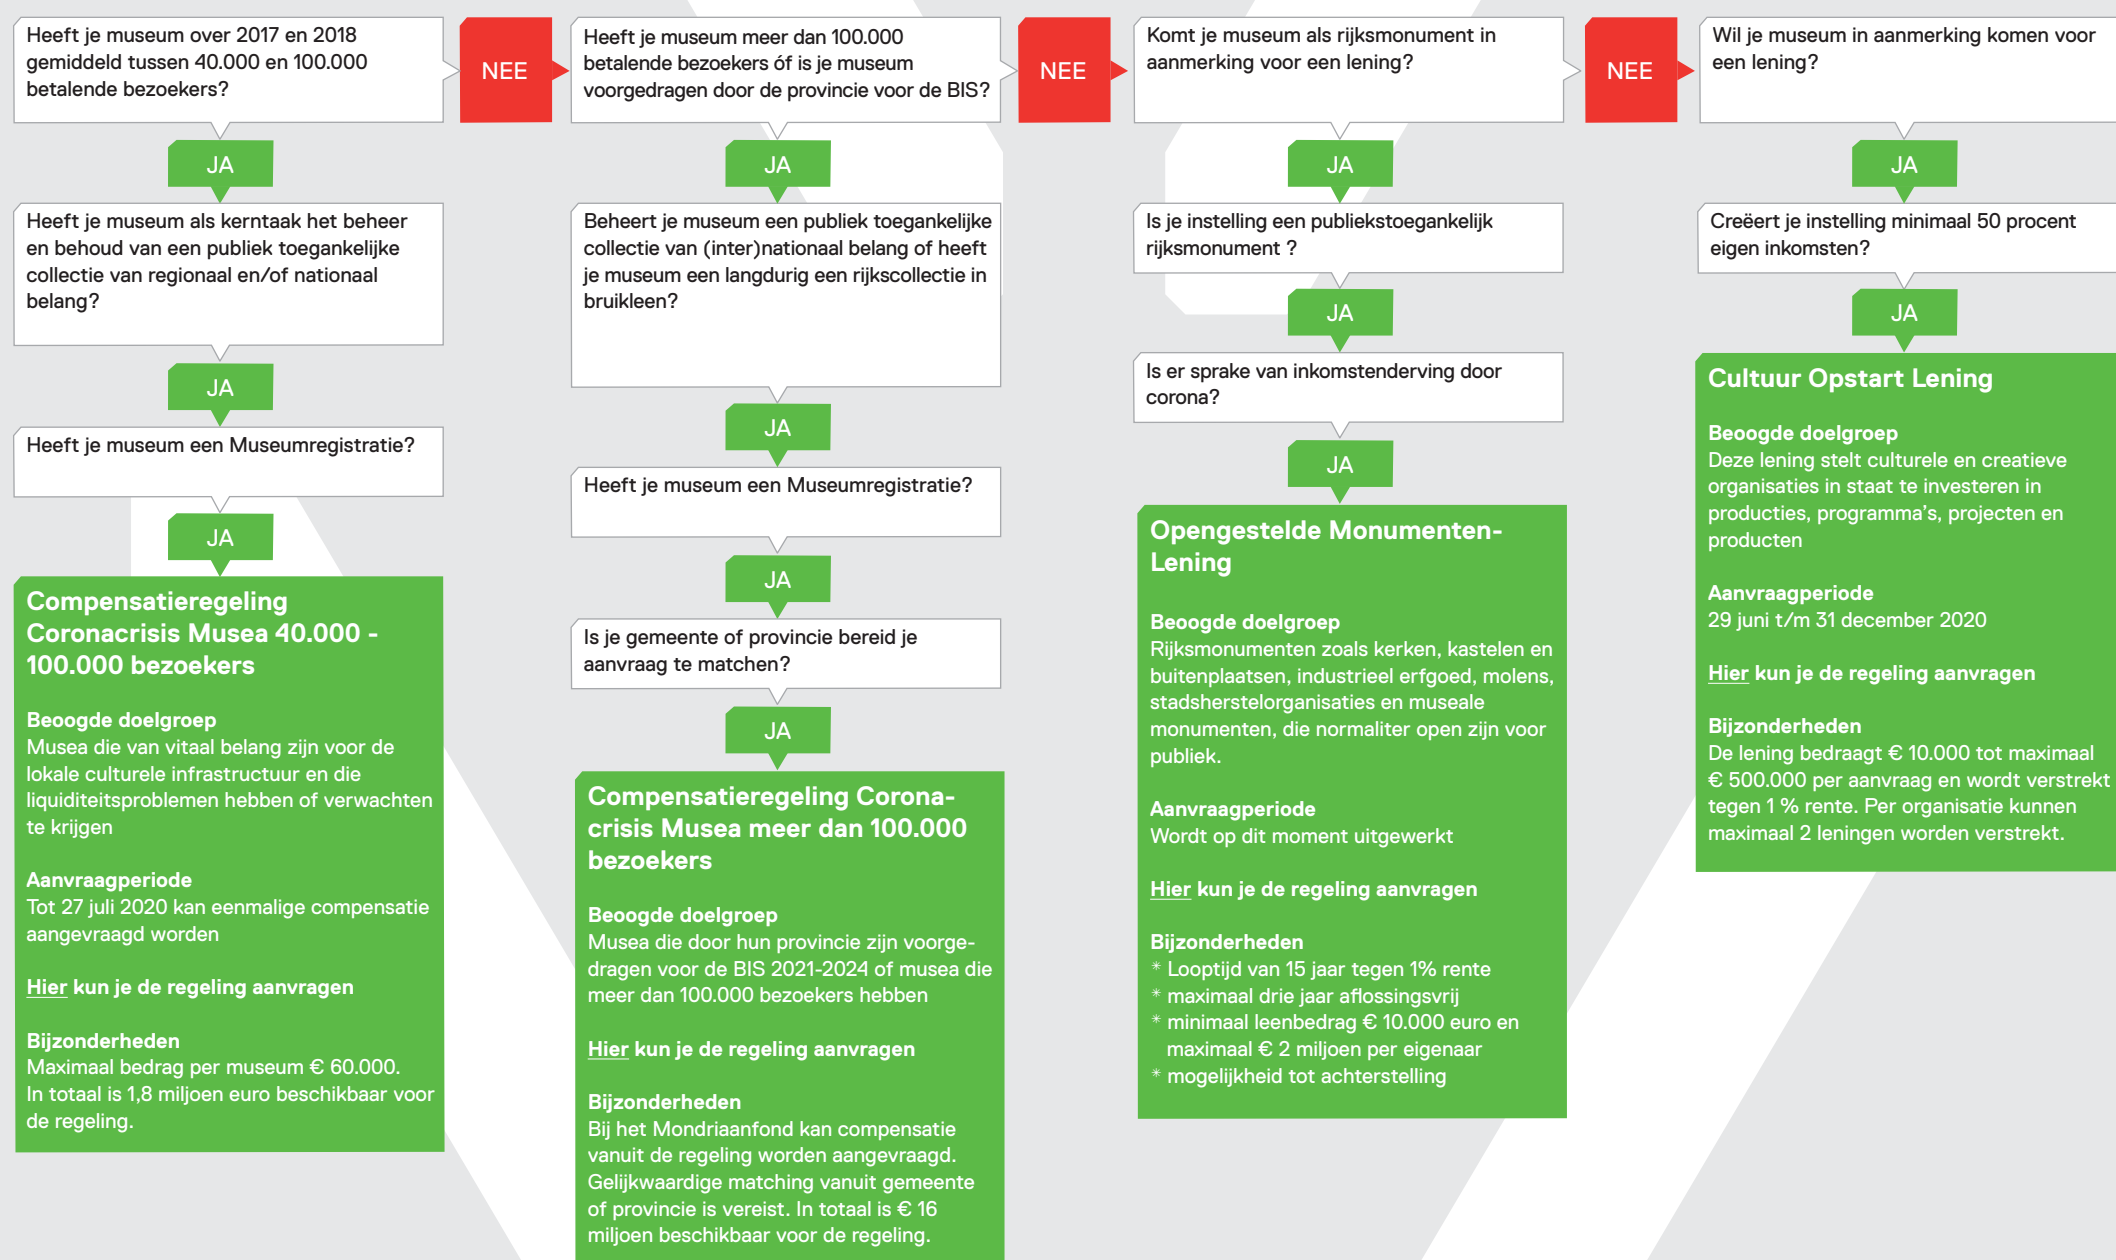 Heeft je museum over 2017 en 2018
gemiddeld tussen 40.000 en 100.000
betalende bezoekers?
NEE
JA
Heeft je museum als kerntaak het beheer
en behoud van een publiek toegankelijke
collectie van regionaal en/of nationaal
belang?
JA
Heeft je museum een Museumregistratie?
JA
Compensatieregeling
Coronacrisis Musea 40.000 -
100.000 bezoekers
Beoogde doelgroep
Musea die van vitaal belang zijn voor de
lokale culturele infrastructuur en die
liquiditeitsproblemen hebben of verwachten
te krijgen
Aanvraagperiode
Tot 27 juli 2020 kan eenmalige compensatie
aangevraagd worden
Hier kun je de regeling aanvragen
Bijzonderheden
Maximaal bedrag per museum € 60.000.
In totaal is 1,8 miljoen euro beschikbaar voor
de regeling.
Heeft je museum meer dan 100.000
betalende bezoekers óf is je museum
voorgedragen door de provincie voor de BIS?
NEE
JA
Beheert je museum een publiek toegankelijke
collectie van (inter)nationaal belang of heeft
je museum een langdurig een rijkscollectie in
bruikleen?
JA
Heeft je museum een Museumregistratie?
JA
Is je gemeente of provincie bereid je
aanvraag te matchen?
JA
Compensatieregeling Corona-
crisis Musea meer dan 100.000
bezoekers
Beoogde doelgroep
Musea die door hun provincie zijn voorge-
dragen voor de BIS 2021-2024 of musea die
meer dan 100.000 bezoekers hebben
Hier kun je de regeling aanvragen
Bijzonderheden
Bij het Mondriaanfond kan compensatie
vanuit de regeling worden aangevraagd.
Gelijkwaardige matching vanuit gemeente
of provincie is vereist. In totaal is € 16
miljoen beschikbaar voor de regeling.
Komt je museum als rijksmonument in
aanmerking voor een lening?
NEE
JA
Is je instelling een publiekstoegankelijk
rijksmonument ?
JA
Is er sprake van inkomstenderving door
corona?
JA
Opengestelde Monumenten-
Lening
Beoogde doelgroep
Rijksmonumenten zoals kerken, kastelen en
buitenplaatsen, industrieel erfgoed, molens,
stadsherstelorganisaties en museale
monumenten, die normaliter open zijn voor
publiek.
Aanvraagperiode
Wordt op dit moment uitgewerkt
Hier kun je de regeling aanvragen
Bijzonderheden
* Looptijd van 15 jaar tegen 1% rente
* maximaal drie jaar aflossingsvrij
* minimaal leenbedrag € 10.000 euro en
maximaal € 2 miljoen per eigenaar
* mogelijkheid tot achterstelling
Wil je museum in aanmerking komen voor
een lening?
JA
Creëert je instelling minimaal 50 procent
eigen inkomsten?
JA
Cultuur Opstart Lening
Beoogde doelgroep
Deze lening stelt culturele en creatieve
organisaties in staat te investeren in
producties, programma's, projecten en
producten
Aanvraagperiode
29 juni t/m 31 december 2020
Hier kun je de regeling aanvragen
Bijzonderheden
De lening bedraagt € 10.000 tot maximaal
€ 500.000 per aanvraag en wordt verstrekt
tegen 1 % rente. Per organisatie kunnen
maximaal 2 leningen worden verstrekt.